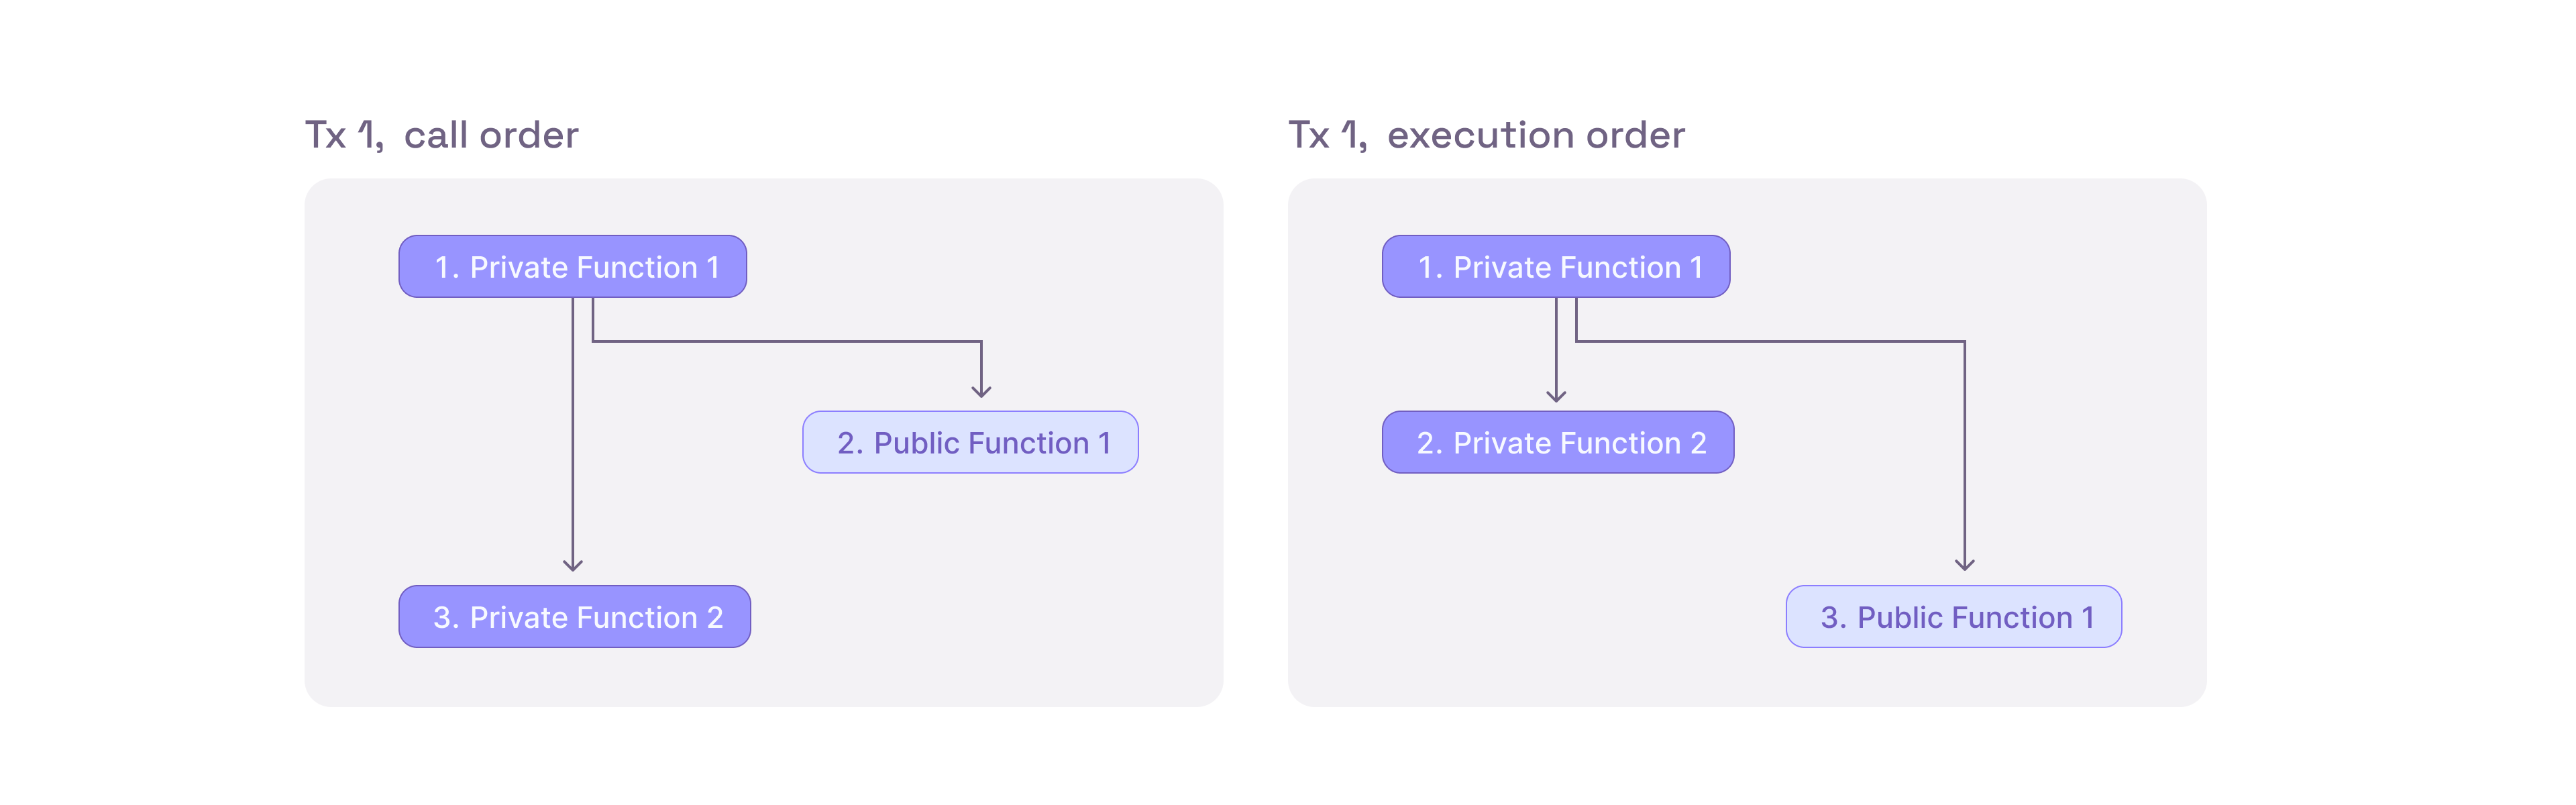 Tx 1, call order
1. Private Function 1
2. Public Function 1
3. Private Function 2
Tx 1, execution order
1. Private Function 1
2. Private Function 2
3. Public Function 1